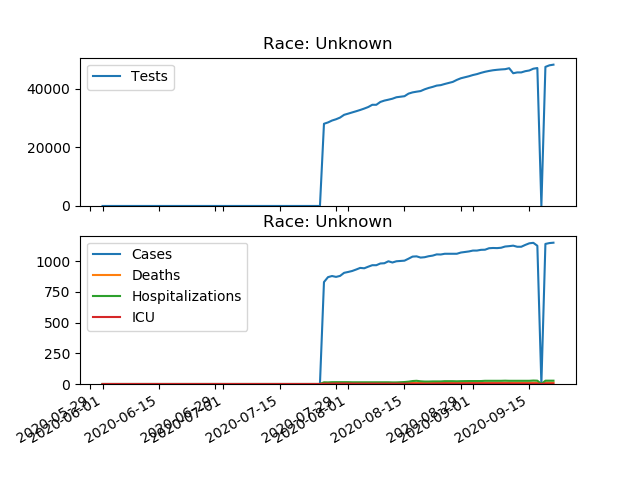 Race: Unknown
Tests
40000
20000
0
Race: Unknown
Cases
Deaths
Hospitalizations
ICU
1000
750
500
250
0
2020-05-29
2020-06-01
2020-06-15
2020-06-29
2020-07-01
2020-07-15
2020-07-29
2020-08-01
2020-08-15
2020-08-29
2020-09-01
2020-09-15